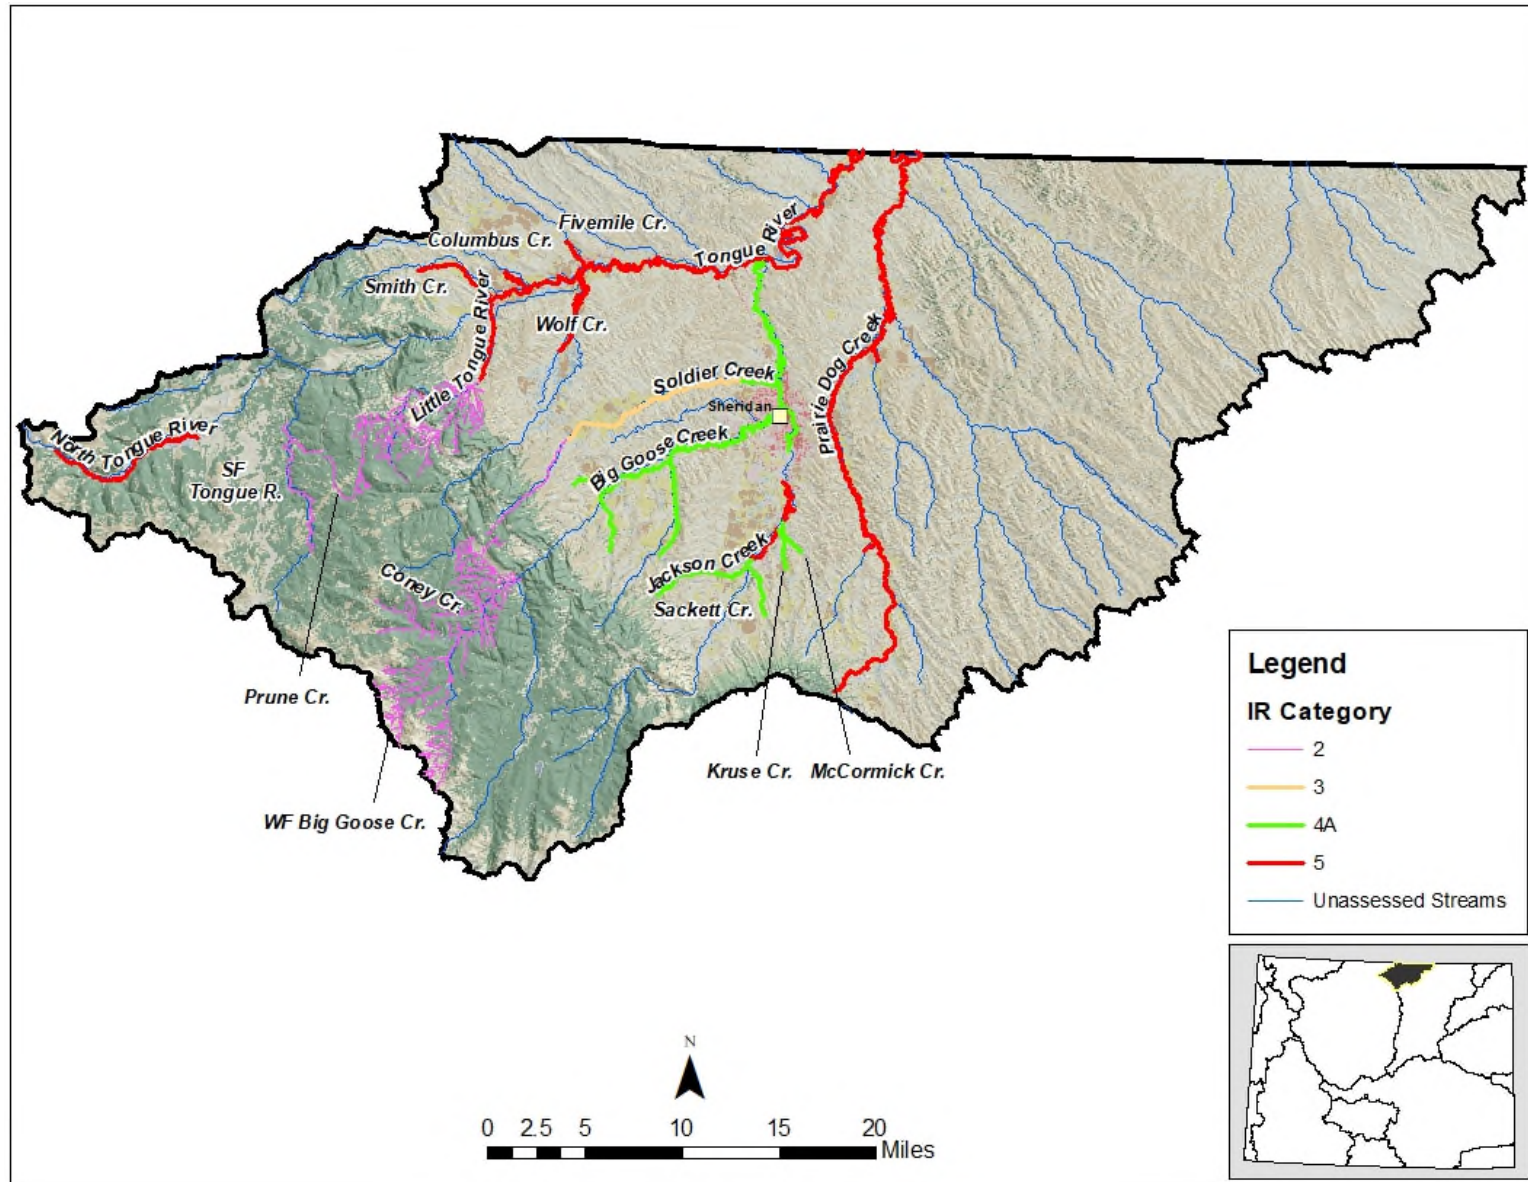 Fivemile Cr.
Columbus Cr.
Tongue River
Smith Cr.
Little Tongue River
Wolf Cr.
Prairie Dog Creek
Soldier Creek
Sheridan
North Tongue River
Big Goose Creek
SF
Tongue R.
Jackson Creek
Coney Cr.
Sackett Cr.
Prune Cr.
Kruse Cr.
McCormick Cr.
WF Big Goose Cr.
Legend
IR Category
2
3
4A
5
Unassessed Streams
N
0 2.5 5 10 15 20
Miles